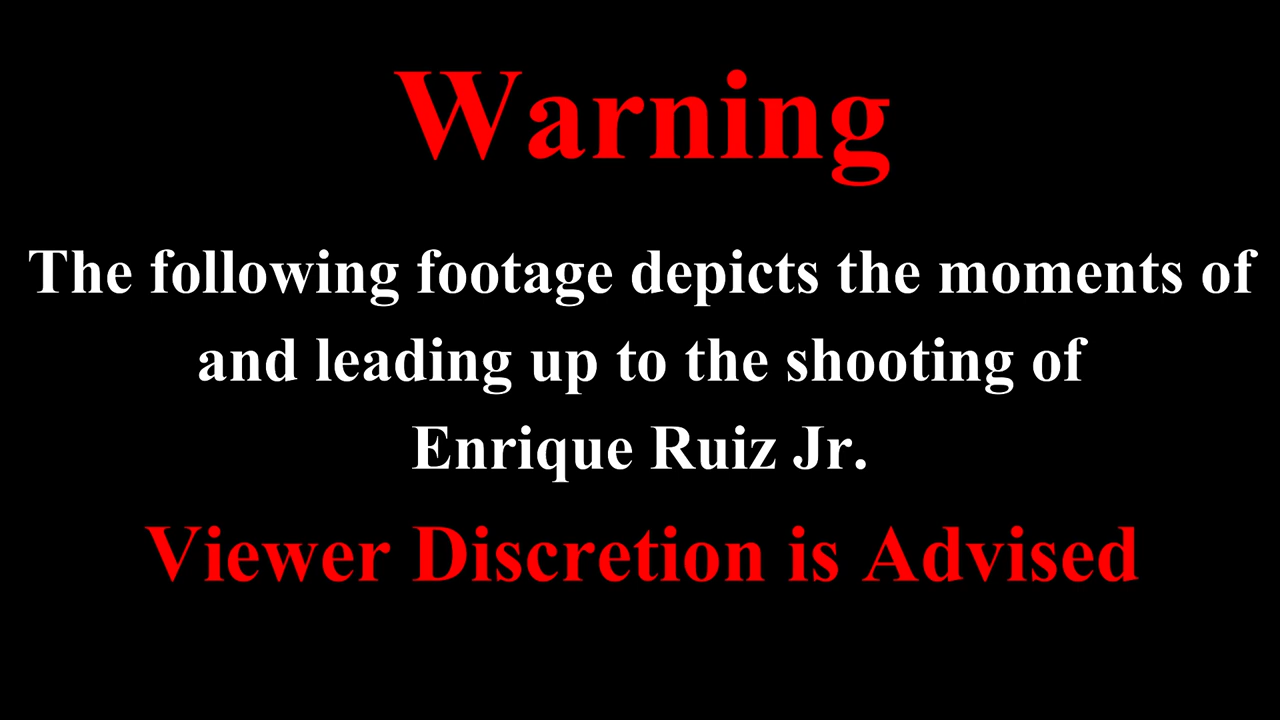 Warning
The following footage depicts the moments of
and leading up to the shooting of
Enrique Ruiz Jr.
Viewer Discretion is Advised